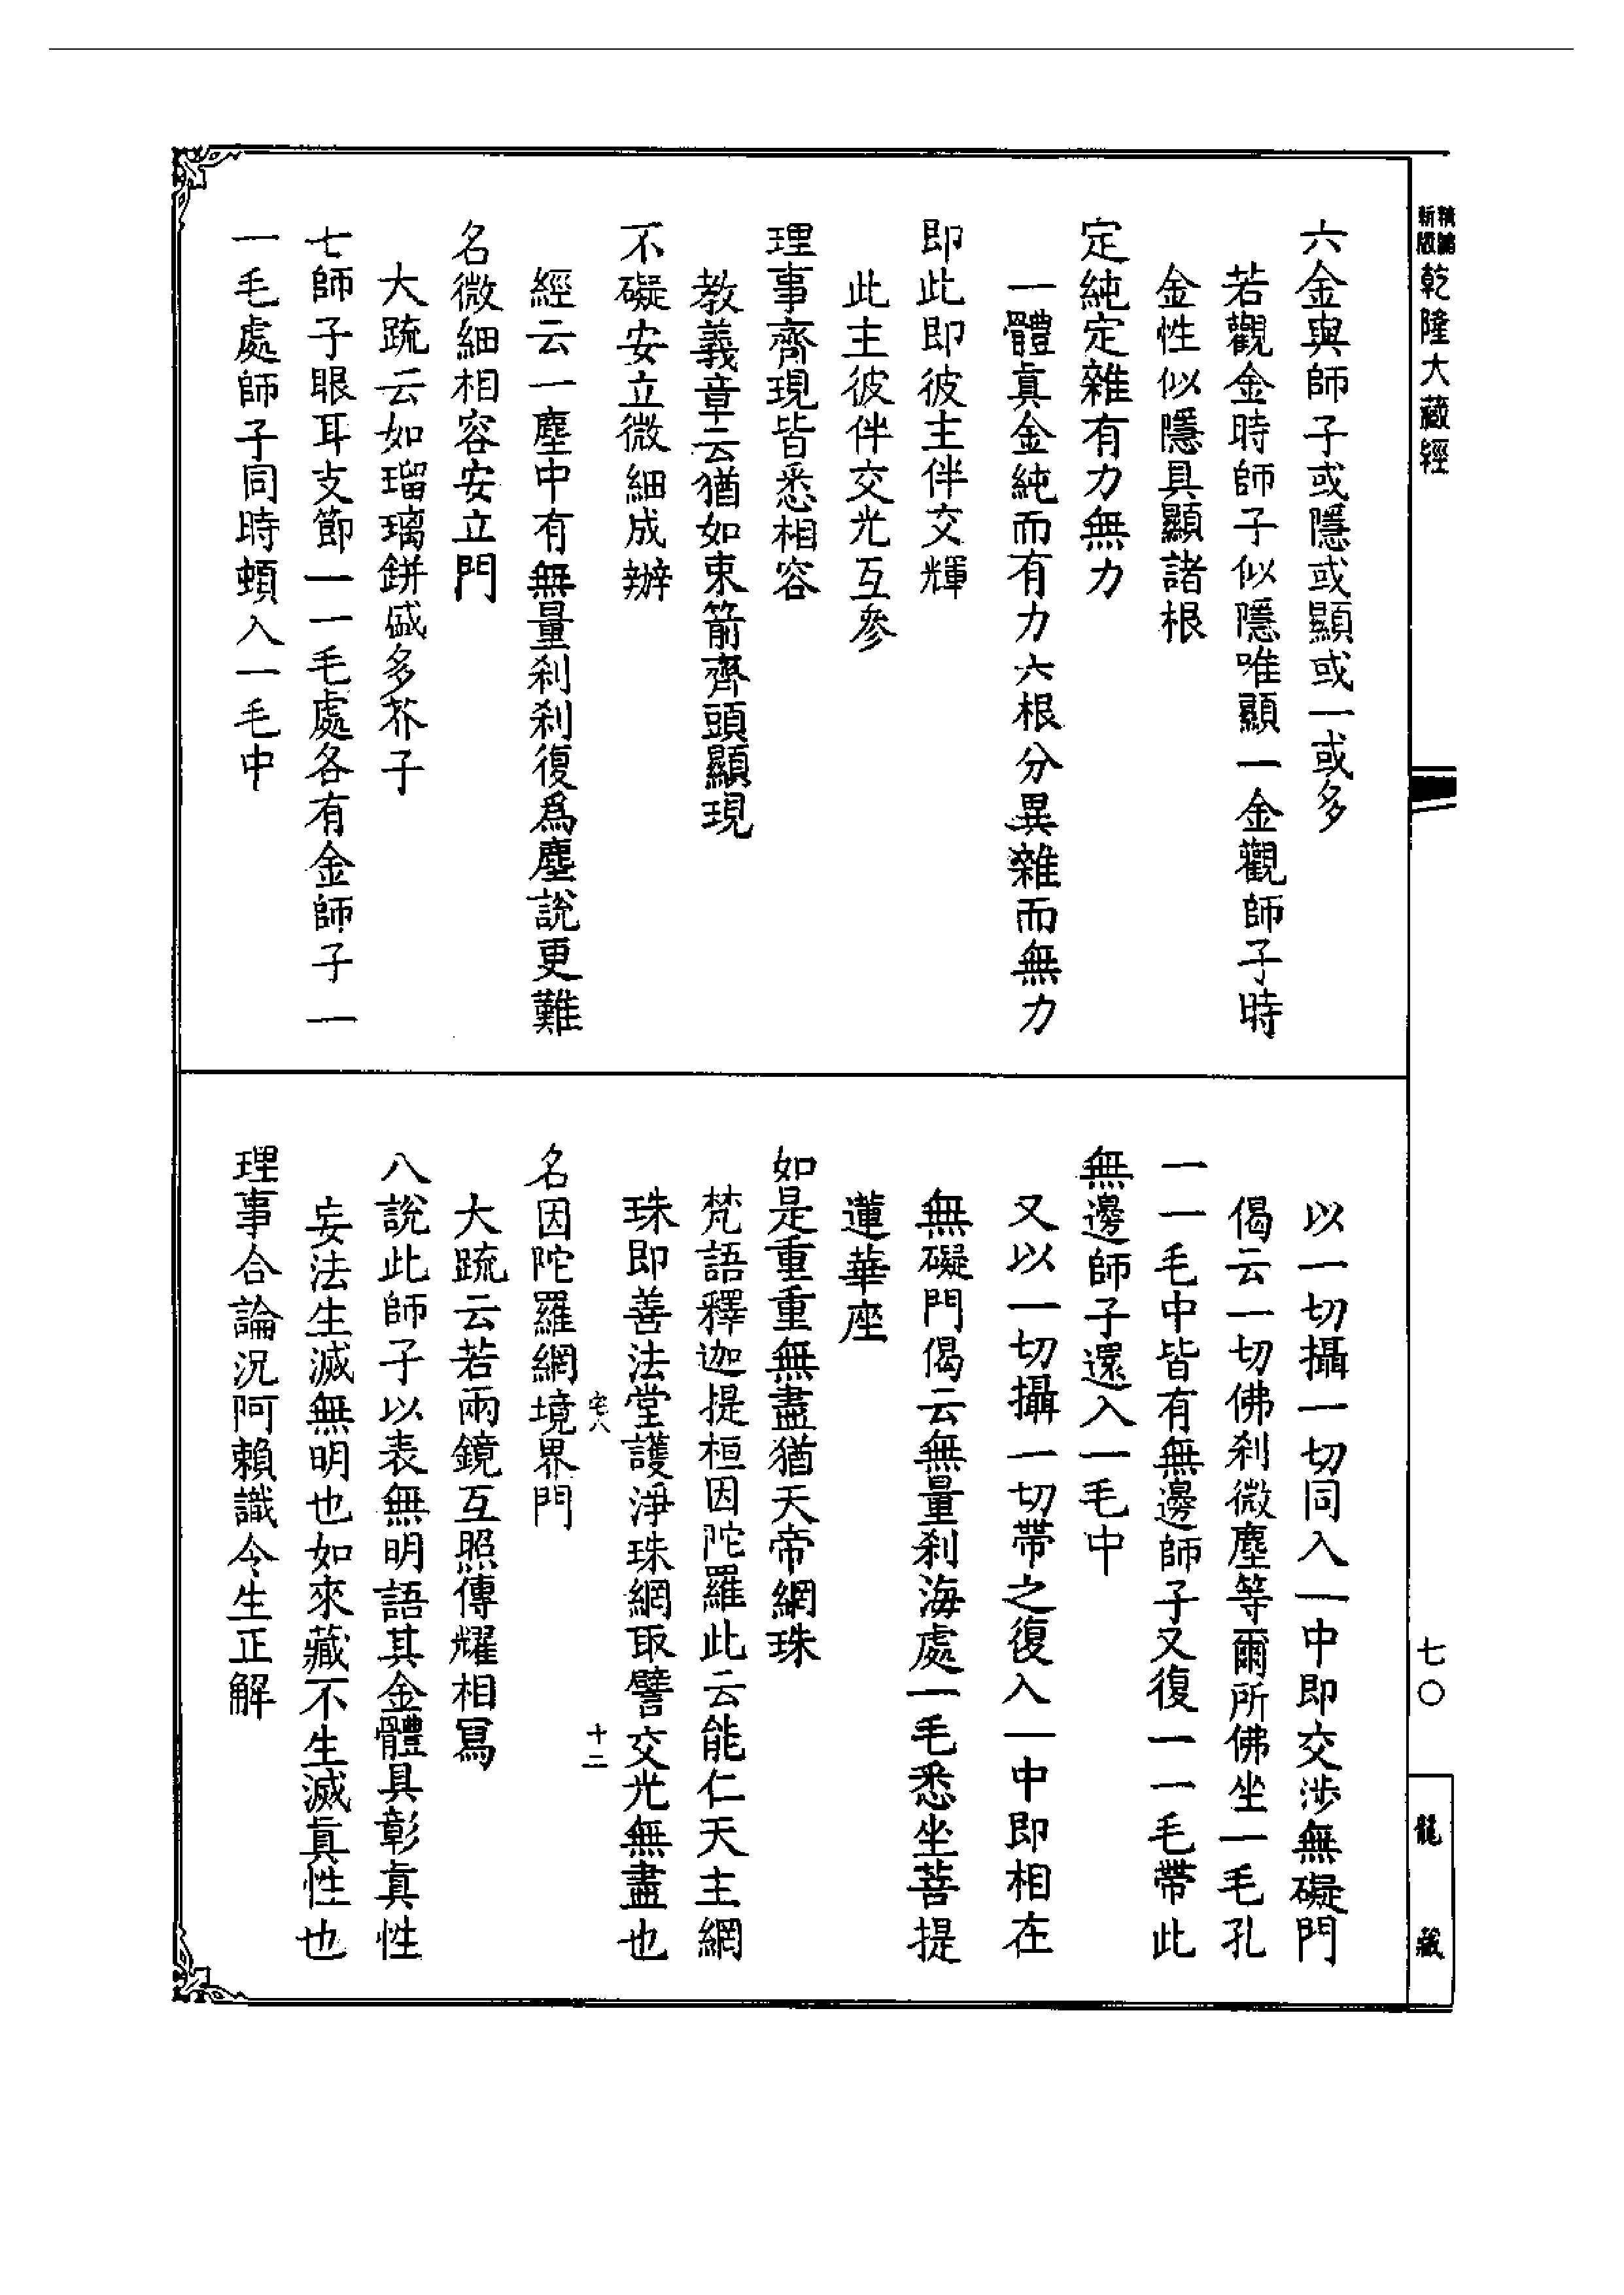 新版精編
乾隆大藏經
六金與師子或隱或顯或一或多
若觀金時師子似隱唯顯一金觀師子時
金性似隱具顯諸根
定純定雜有力無力
一體眞金純而有力六根分異雜而無力
即此即彼主伴交輝
此主彼伴交光互參
理事齊現皆悉相容
教義章云猶如束箭齊頭顯現
不礙安立微細成辦
經云一塵中有無量刹刹復爲塵說更難
名微細相容安立門
大疏云如瑠璃缾盛多芥子
七師子眼耳支節一一毛處各有金師子一
一毛處師子同時頓入一毛中
以一切攝一切同入一中即交涉無礙門
偈云一切佛刹微塵等爾所佛坐一毛孔
一一毛中皆有無邊師子又復一一毛帶此
無邊師子還入一毛中
又以一切攝一切帶之復入一中即相在
無礙門偈云無量刹海處一毛悉坐菩提
蓮華座
如是重重無盡猶天帝網珠
梵語釋迦提桓因陀羅此云能仁天主網
珠即善法堂護淨珠網取譬交光無盡也
宅八
十二
名因陀羅網境界門
大疏云若兩鏡互照傳耀相寫
八說此師子以表無明語其金體具彰眞性
妄法生滅無明也如來藏不生滅眞性也
理事合論況阿賴識令生正解
七〇
龍藏